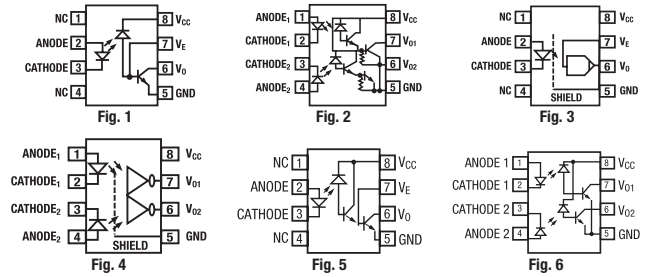 NC 1 8 VCC
ANODE 2 7 VE
CATHODE 3 6 VO
NC 4 5 GND
Fig. 1
ANODE1 1 8 VCC
CATHODE1 2 7 VO1
CATHODE2 3 6 VO2
ANODE2 4 5 GND
Fig. 2
NC 1 8 VCC
ANODE 2 7 VE
CATHODE 3 6 VO
NC 4 5 GND
SHIELD
Fig. 3
ANODE1 1 8 VCC
CATHODE1 2 7 VO1
CATHODE2 3 6 VO2
ANODE2 4 5 GND
SHIELD
Fig. 4
NC 1 8 VCC
ANODE 2 7 VE
CATHODE 3 6 VO
NC 4 5 GND
Fig. 5
ANODE 1 1 8 VCC
CATHODE 1 2 7 VO1
CATHODE 2 3 6 VO2
ANODE 2 4 5 GND
Fig. 6